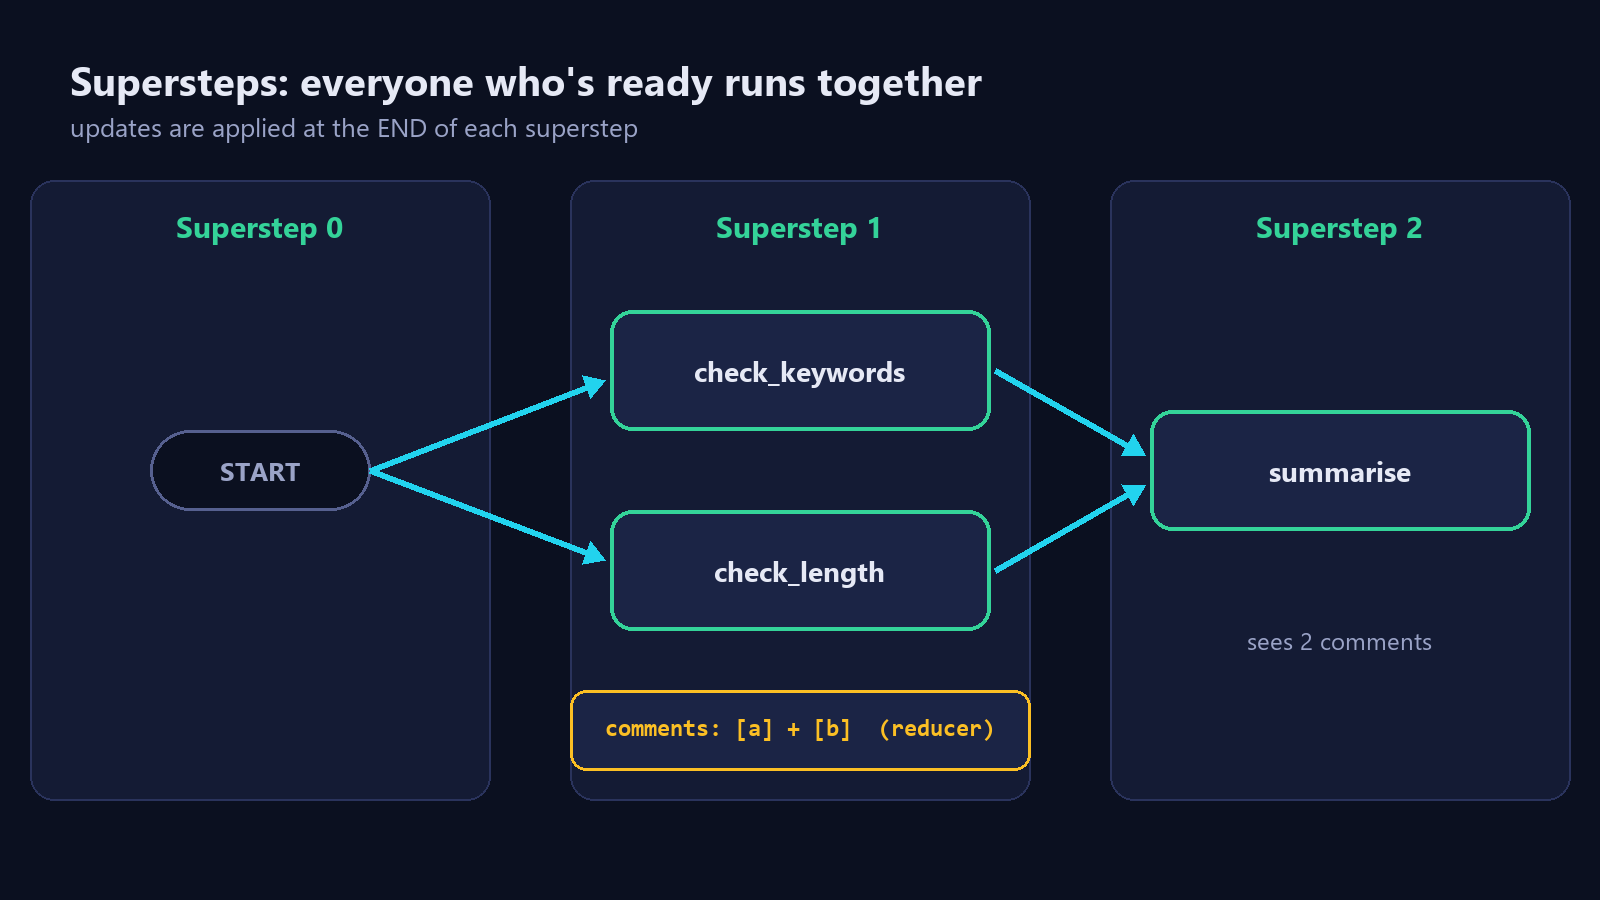 Supersteps: everyone who's ready runs together
updates are applied at the END of each superstep
Superstep 0
START
Superstep 1
check_keywords
check_length
comments: [a] + [b]  (reducer)
Superstep 2
summarise
sees 2 comments